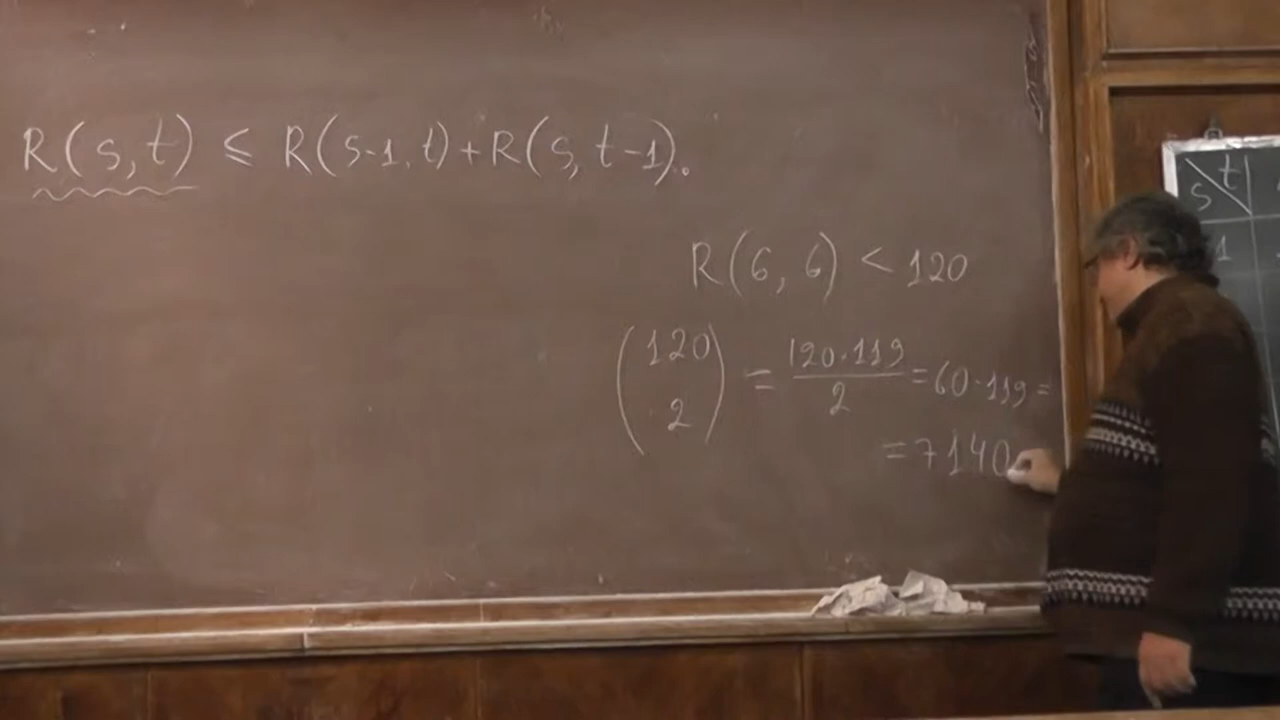 R(s,t) ≤ R(s-1,t)+R(s,t-1).
R(6,6) < 120
(120 2) = 120·119/2 = 60·119 =
= 7140
s\t
1